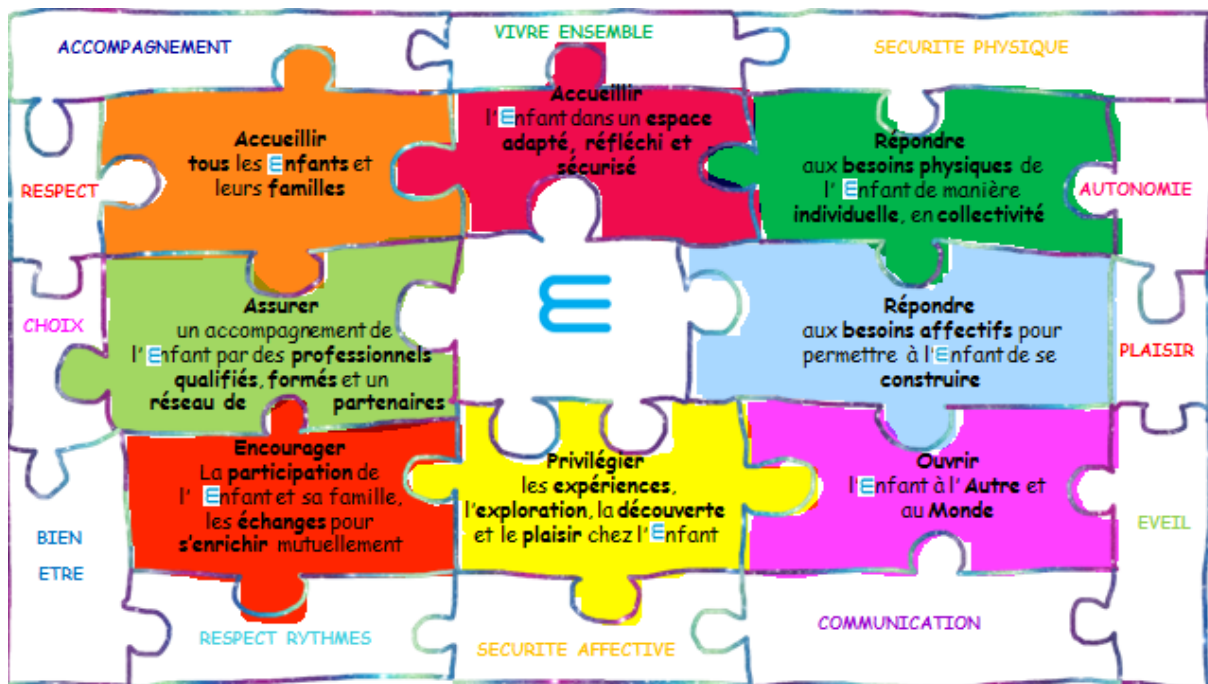 ACCOMPAGNEMENT
VIVRE ENSEMBLE
SECURITE PHYSIQUE
Accueillir
tous les Enfants et
leurs familles
Accueillir
l'Enfant dans un espace
adapté, réfléchi et
sécurisé
Répondre
aux besoins physiques de
l' Enfant de manière
individuelle, en collectivité
RESPECT
AUTONOMIE
CHOIX
Assurer
un accompagnement de
l' Enfant par des professionnels
qualifiés, formés et un
réseau de partenaires
E
Répondre
aux besoins affectifs pour
permettre à l'Enfant de se
construire
PLAISIR
Encourager
La participation de
l' Enfant et sa famille,
les échanges pour
s'enrichir mutuellement
Privilégier
les expériences,
l'exploration, la découverte
et le plaisir chez l'Enfant
Ouvrir
l'Enfant à l'Autre et
au Monde
BIEN
ETRE
EVEIL
RESPECT RYTHMES
SECURITE AFFECTIVE
COMMUNICATION